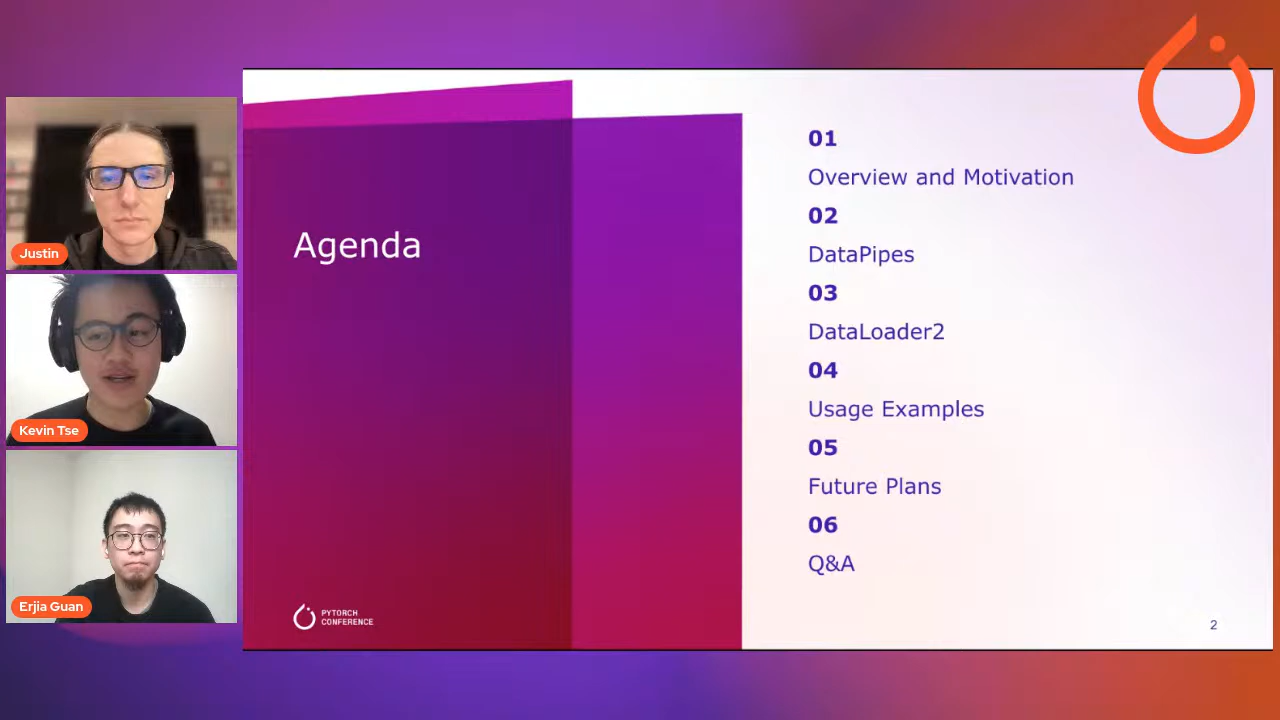 Justin
Kevin Tse
Erjia Guan
Agenda
PYTORCH
CONFERENCE
01
Overview and Motivation
02
DataPipes
03
DataLoader2
04
Usage Examples
05
Future Plans
06
Q&A
2